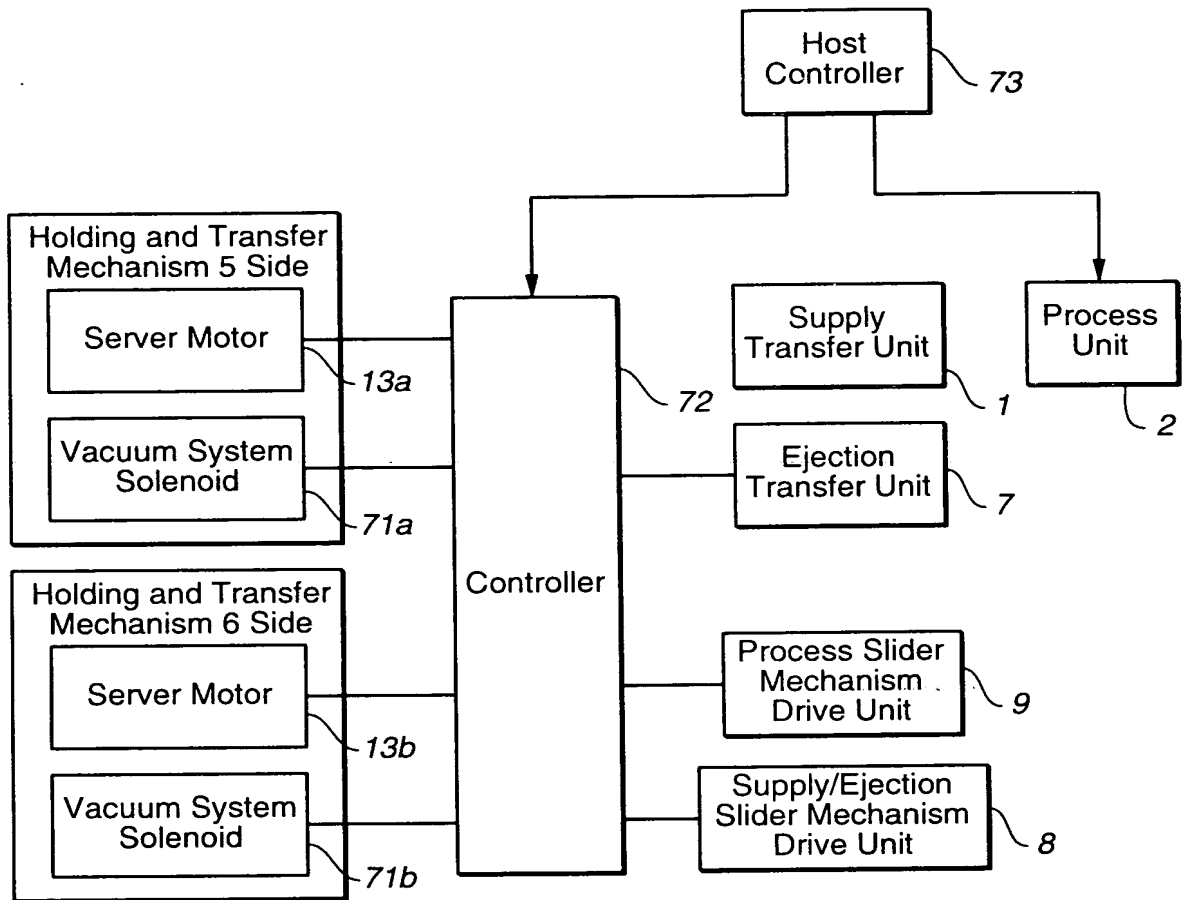 Host
Controller
73
Holding and Transfer
Mechanism 5 Side
Server Motor
13a
Vacuum System
Solenoid
71a
Holding and Transfer
Mechanism 6 Side
Server Motor
13b
Vacuum System
Solenoid
71b
Controller
72
Supply
Transfer Unit
1
Process
Unit
2
Ejection
Transfer Unit
7
Process Slider
Mechanism
Drive Unit
9
Supply/Ejection
Slider Mechanism
Drive Unit
8